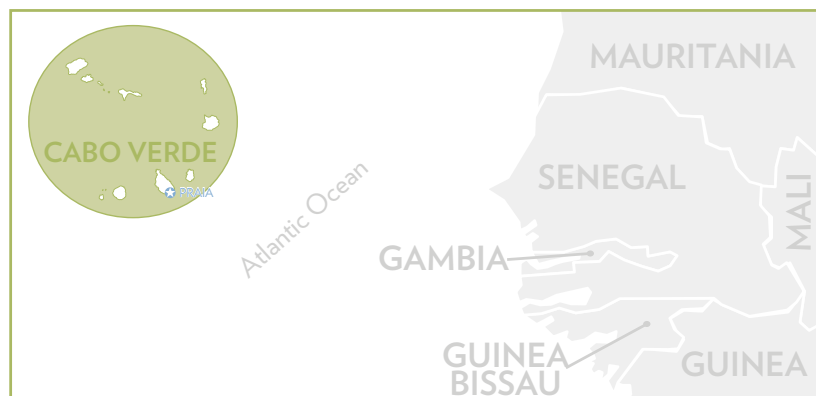 MAURITANIA
CABO VERDE
PRAIA
Atlantic Ocean
SENEGAL
MALI
GAMBIA
GUINEA
BISSAU
GUINEA